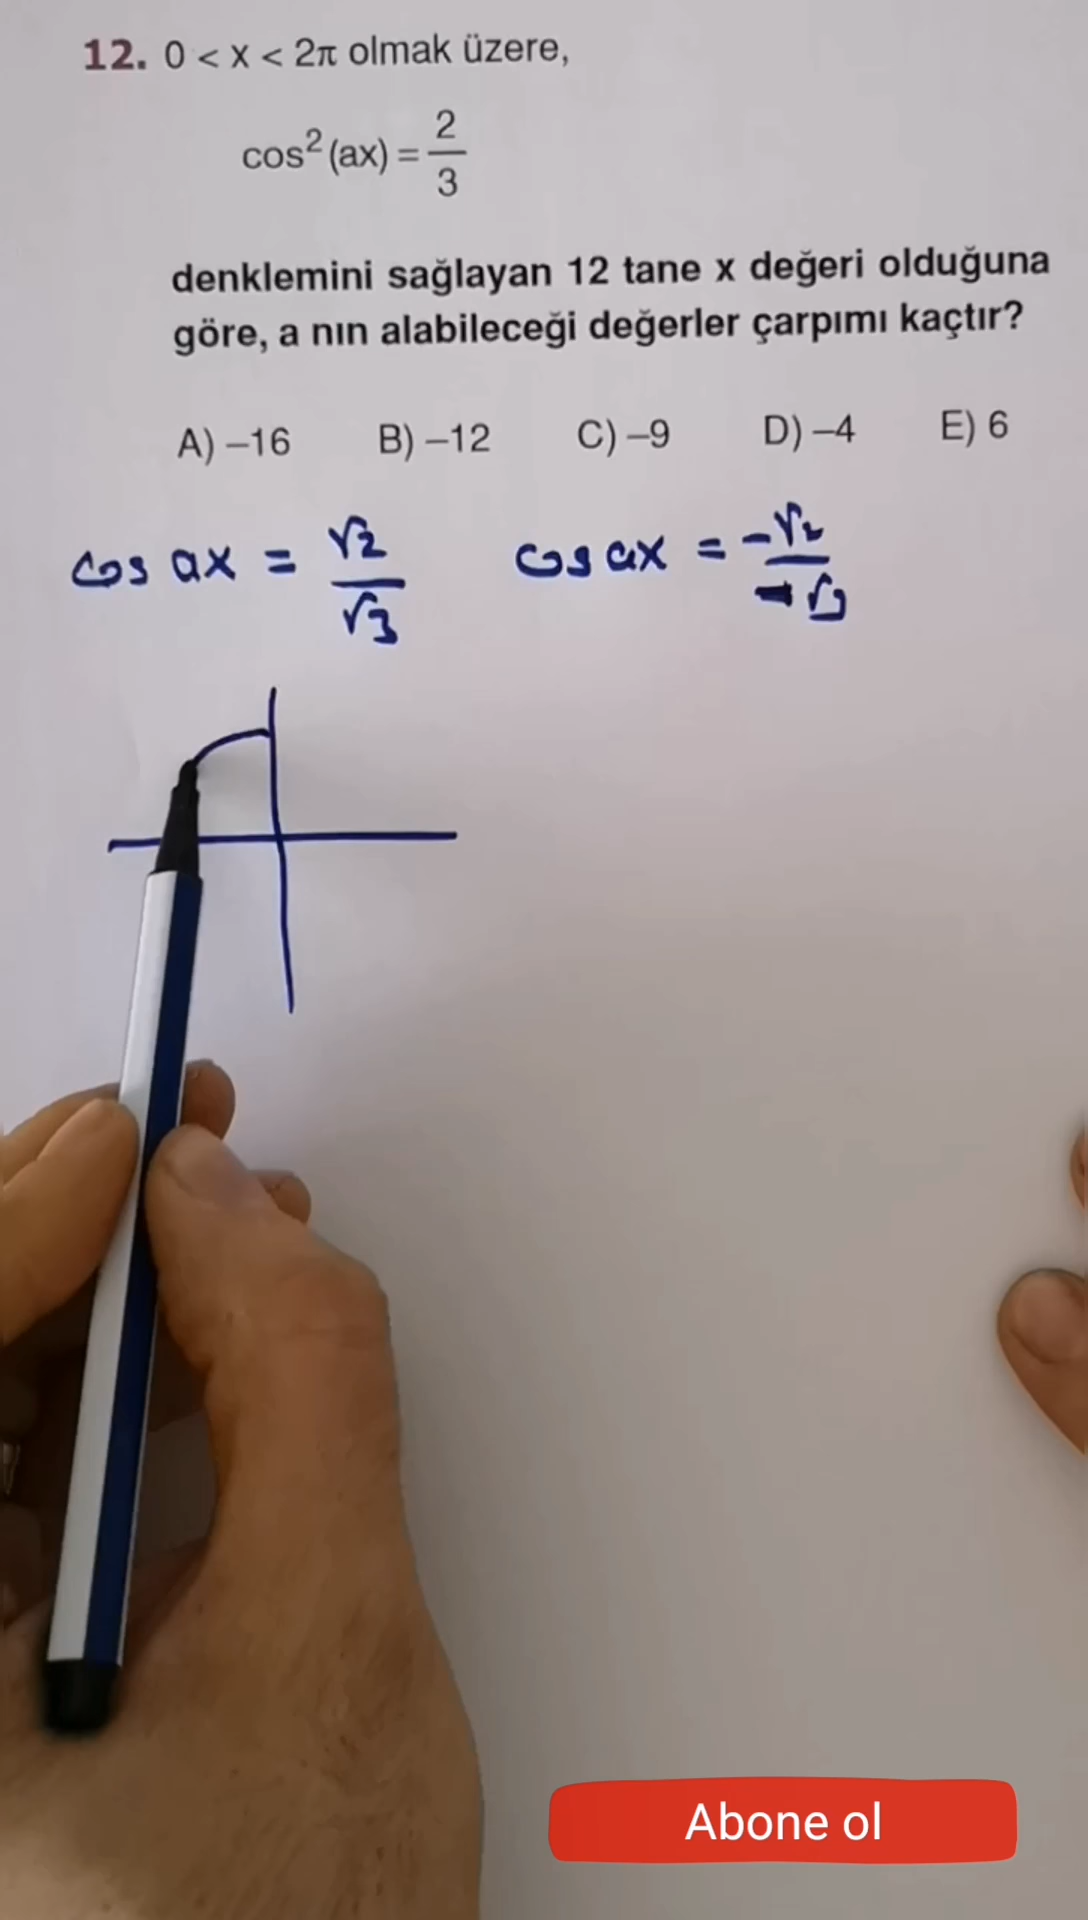 12. 0 < x < 2π olmak üzere,
cos²(ax) = 2/3
denklemini sağlayan 12 tane x değeri olduğuna
göre, a nın alabileceği değerler çarpımı kaçtır?
A) –16 B) –12 C) –9 D) –4 E) 6
cos ax = √2/√3 cos ax = -√2/-√3
Abone ol